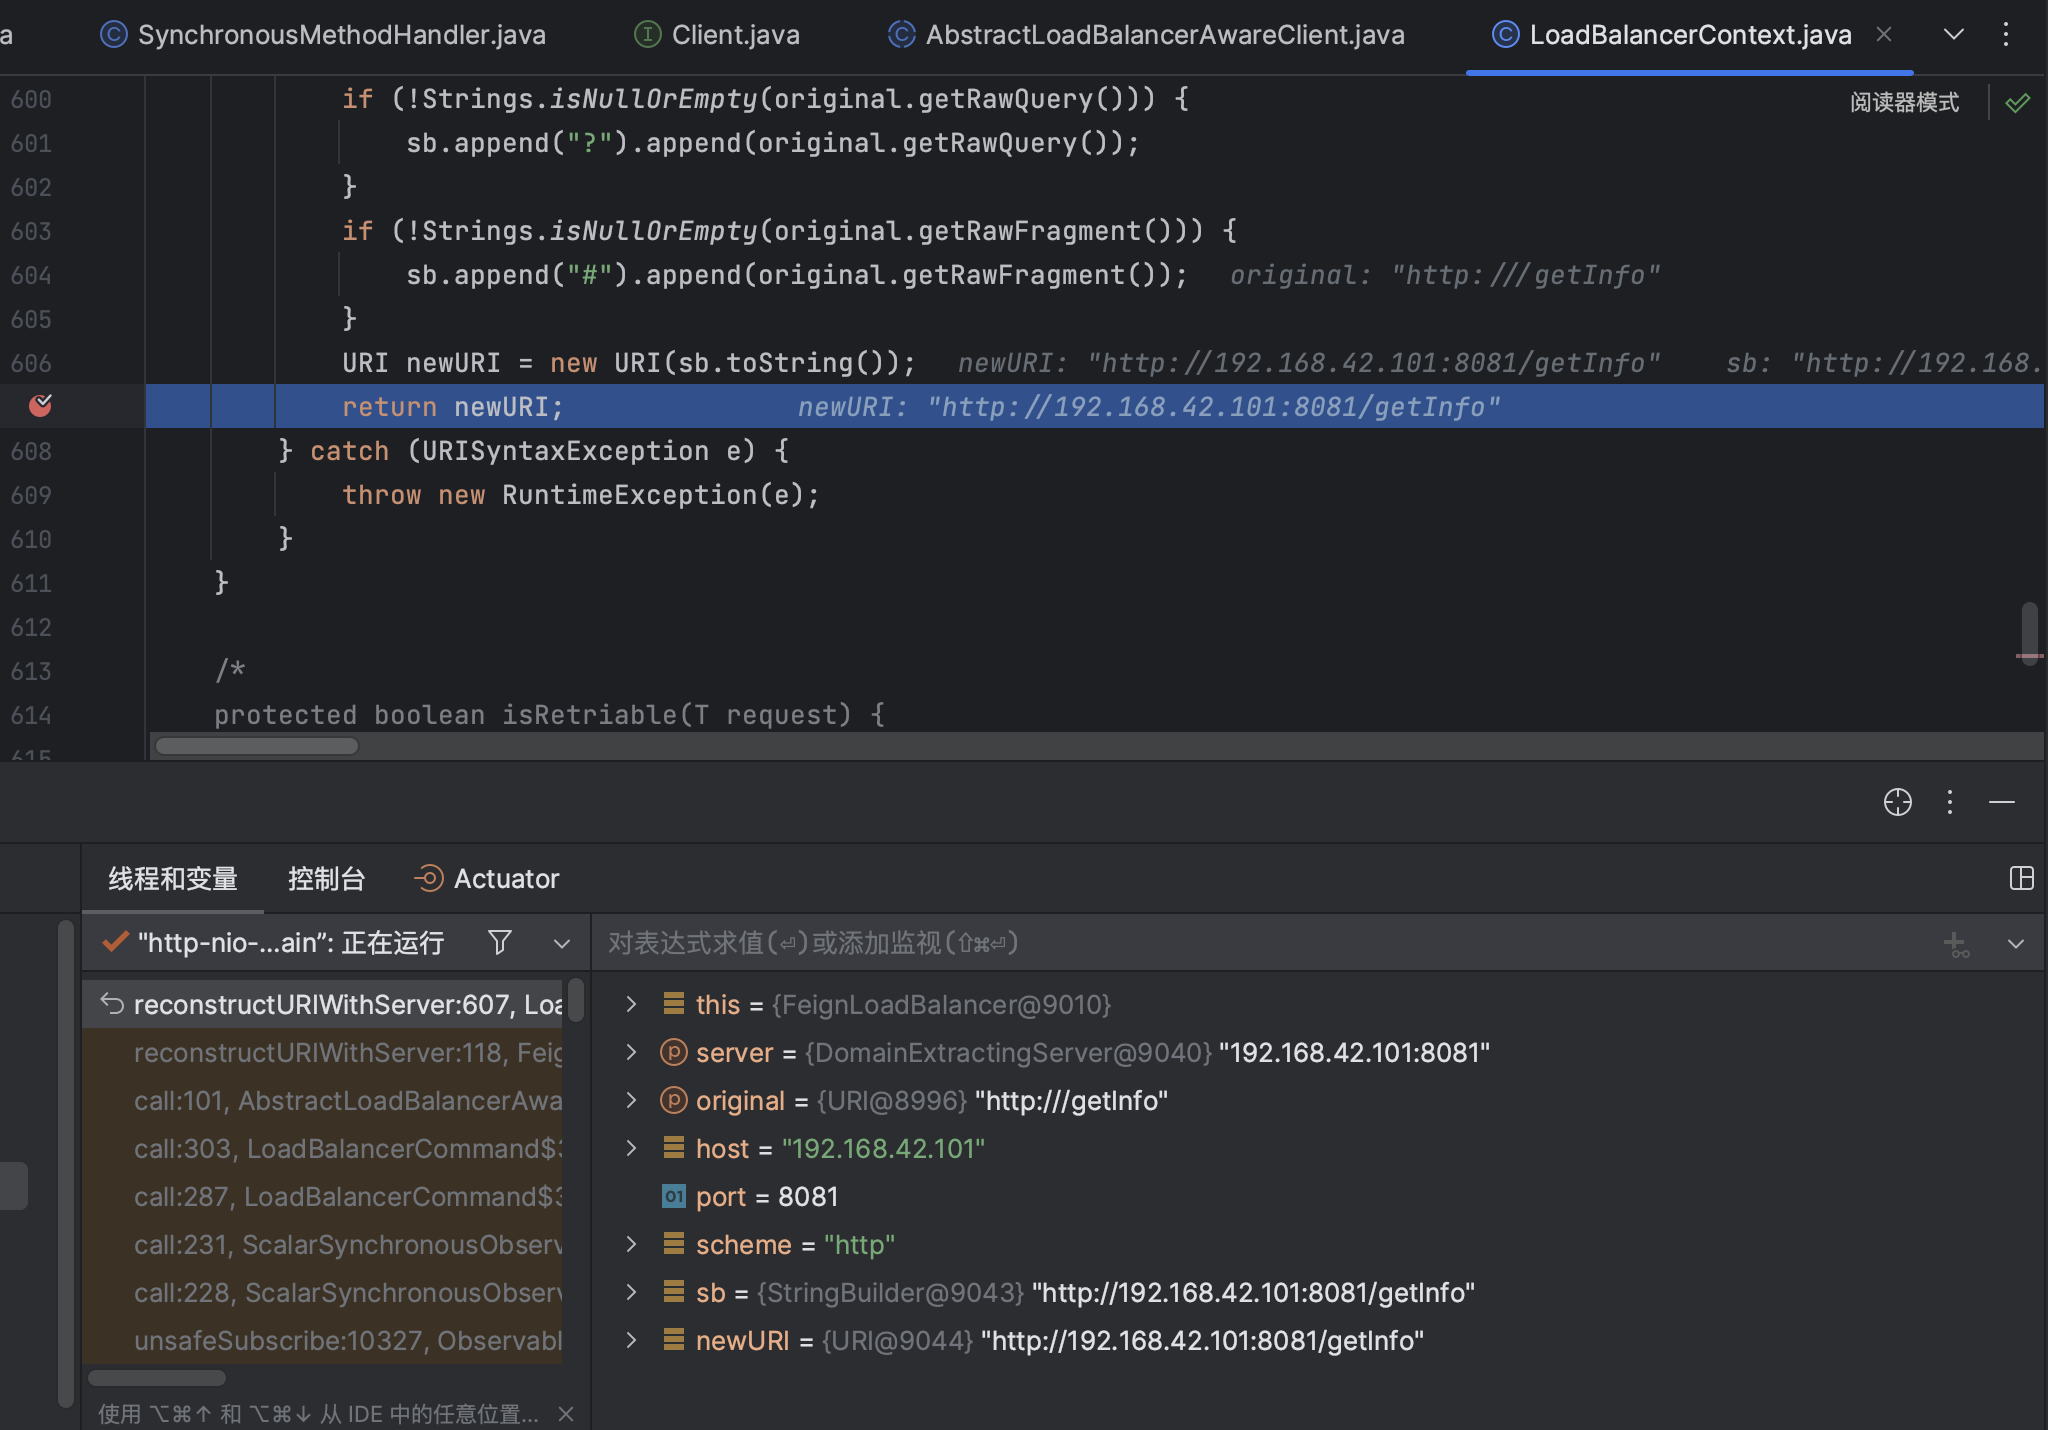 a
SynchronousMethodHandler.java
Client.java
AbstractLoadBalancerAwareClient.java
LoadBalancerContext.java
阅读器模式
600 if (!Strings.isNullOrEmpty(original.getRawQuery())) {
601 sb.append("?").append(original.getRawQuery());
602 }
603 if (!Strings.isNullOrEmpty(original.getRawFragment())) {
604 sb.append("#").append(original.getRawFragment()); original: "http:///getInfo"
605 }
606 URI newURI = new URI(sb.toString()); newURI: "http://192.168.42.101:8081/getInfo" sb: "http://192.168.
return newURI; newURI: "http://192.168.42.101:8081/getInfo"
608 } catch (URISyntaxException e) {
609 throw new RuntimeException(e);
610 }
611 }
612
613 /*
614 protected boolean isRetriable(T request) {
615
线程和变量
控制台
Actuator
"http-nio-...ain”: 正在运行
对表达式求值(⏎)或添加监视(⇧⌘⏎)
reconstructURIWithServer:607, Loa
reconstructURIWithServer:118, Feig
call:101, AbstractLoadBalancerAwa
call:303, LoadBalancerCommand$3
call:287, LoadBalancerCommand$3
call:231, ScalarSynchronousObserv
call:228, ScalarSynchronousObserv
unsafeSubscribe:10327, Observabl
使用 ⌥⌘↑ 和 ⌥⌘↓ 从 IDE 中的任意位置...
this = {FeignLoadBalancer@9010}
server = {DomainExtractingServer@9040} "192.168.42.101:8081"
original = {URI@8996} "http:///getInfo"
host = "192.168.42.101"
port = 8081
scheme = "http"
sb = {StringBuilder@9043} "http://192.168.42.101:8081/getInfo"
newURI = {URI@9044} "http://192.168.42.101:8081/getInfo"